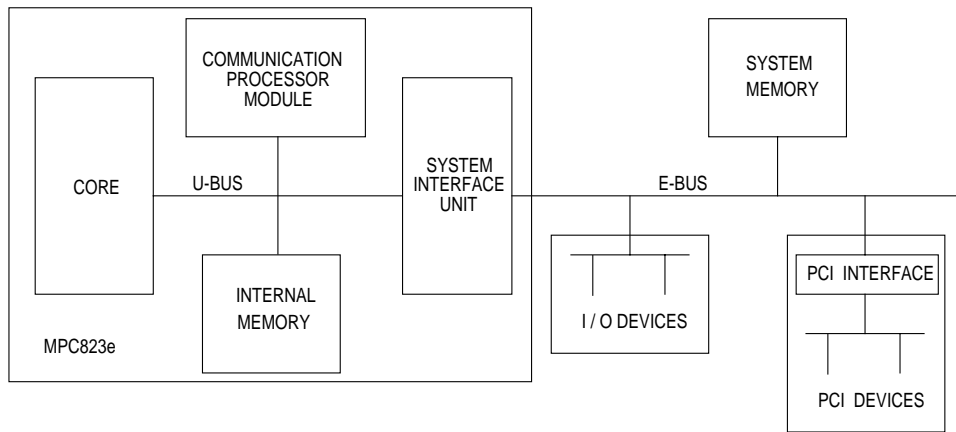 COMMUNICATION
PROCESSOR
MODULE
SYSTEM
MEMORY
CORE
U-BUS
SYSTEM
INTERFACE
UNIT
E-BUS
INTERNAL
MEMORY
I / O DEVICES
PCI INTERFACE
PCI DEVICES
MPC823e